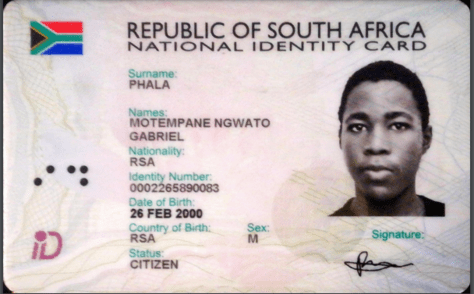 REPUBLIC OF SOUTH AFRICA
NATIONAL IDENTITY CARD
Surname:
PHALA
Names:
MOTEMPANE NGWATO
GABRIEL
Nationality:
RSA
Identity Number:
0002265890083
Date of Birth:
26 FEB 2000
Country of Birth: Sex:
RSA M
Status: Signature:
CITIZEN
iD